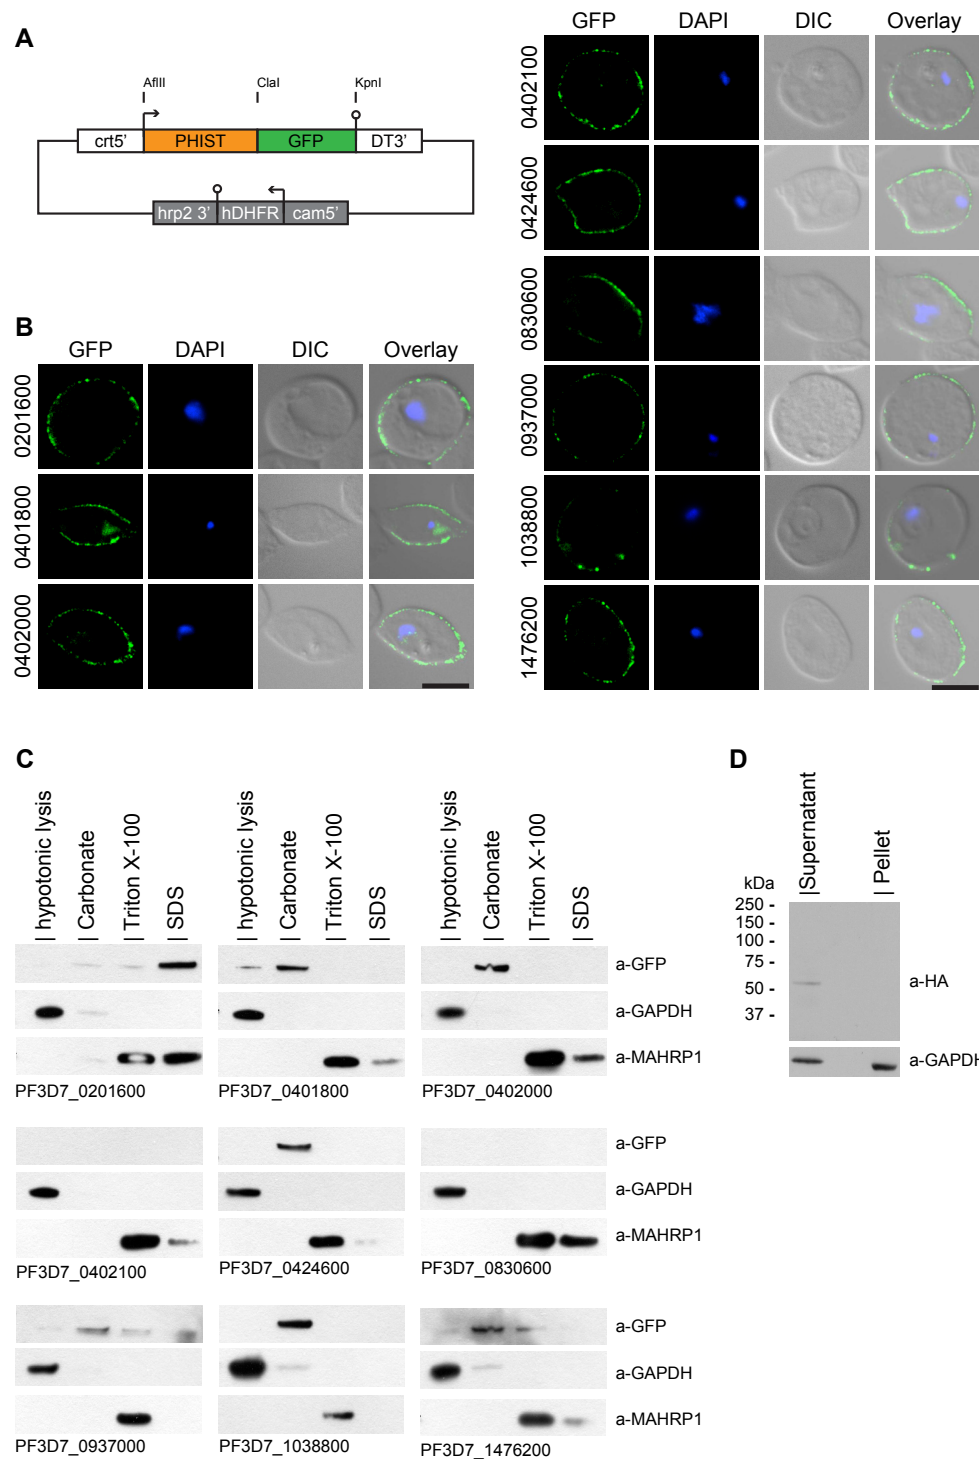 A
AflII ClaI KpnI
crt5' PHIST GFP DT3'
hrp2 3' hDHFR cam5'
B
GFP DAPI DIC Overlay
0201600
0401800
0402000
GFP DAPI DIC Overlay
0402100
0424600
0830600
0937000
1038800
1476200
C
| hypotonic lysis | Carbonate | Triton X-100 | SDS
| hypotonic lysis | Carbonate | Triton X-100 | SDS
| hypotonic lysis | Carbonate | Triton X-100 | SDS
a-GFP
a-GAPDH
a-MAHRP1
PF3D7_0201600 PF3D7_0401800 PF3D7_0402000
a-GFP
a-GAPDH
a-MAHRP1
PF3D7_0402100 PF3D7_0424600 PF3D7_0830600
a-GFP
a-GAPDH
a-MAHRP1
PF3D7_0937000 PF3D7_1038800 PF3D7_1476200
D
|Supernatant | Pellet
kDa
250 -
150 -
100 -
75 -
50 -
37 -
a-HA
a-GAPDH